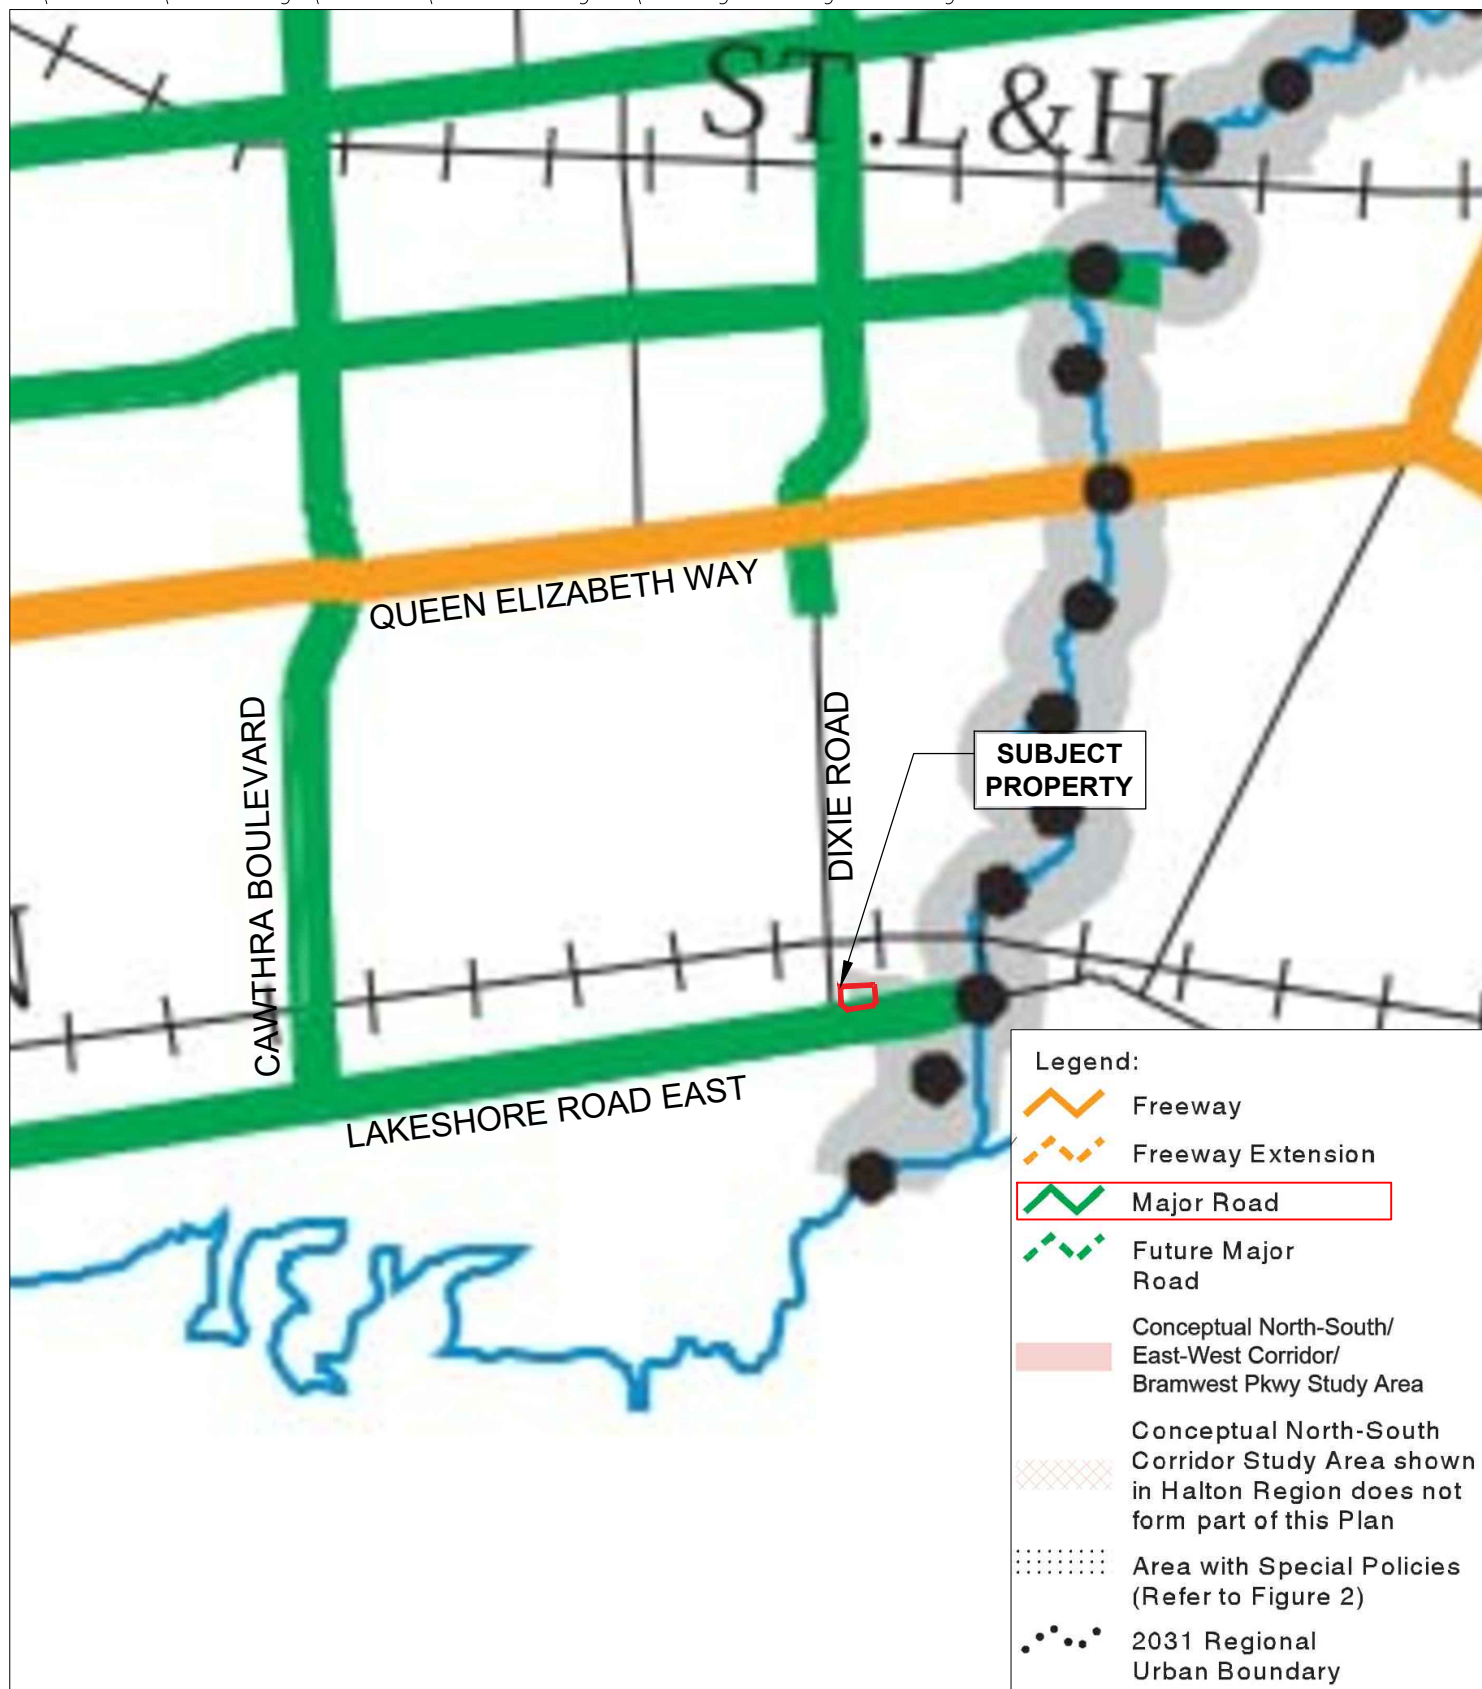 ST.L&H
QUEEN ELIZABETH WAY
CAWTHRA BOULEVARD
DIXIE ROAD
SUBJECT
PROPERTY
N
LAKESHORE ROAD EAST
Legend:
Freeway
Freeway Extension
Major Road
Future Major
Road
Conceptual North-South/
East-West Corridor/
Bramwest Pkwy Study Area
Conceptual North-South
Corridor Study Area shown
in Halton Region does not
form part of this Plan
Area with Special Policies
(Refer to Figure 2)
2031 Regional
Urban Boundary